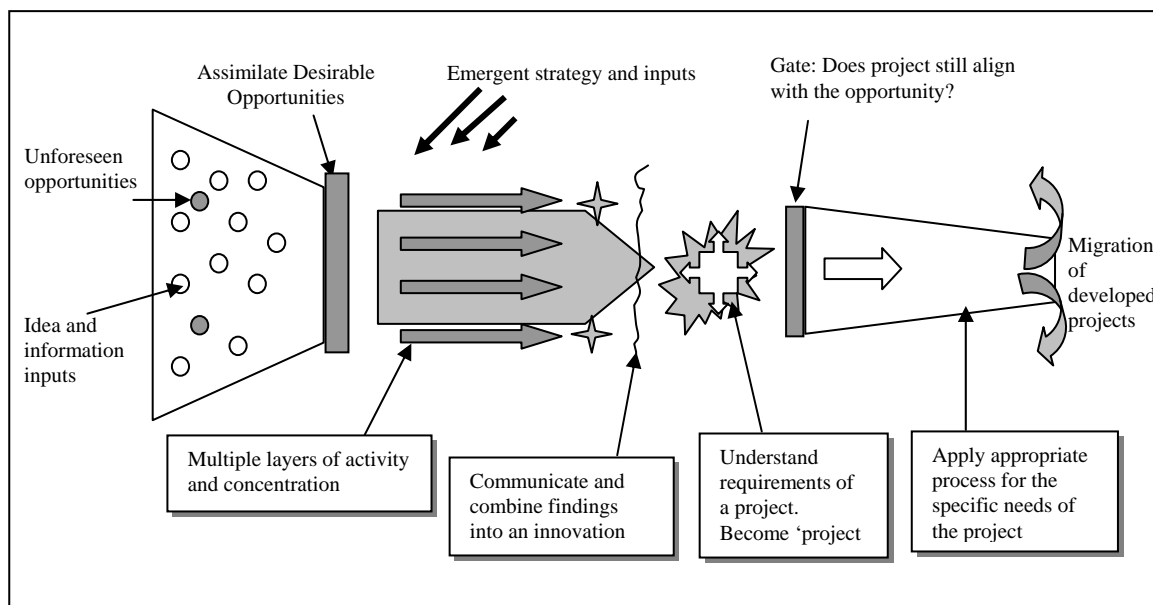 Assimilate Desirable
Opportunities
Emergent strategy and inputs
Gate: Does project still align
with the opportunity?
Unforeseen
opportunities
Idea and
information
inputs
Migration
of
developed
projects
Multiple layers of activity
and concentration
Communicate and
combine findings
into an innovation
Understand
requirements of
a project.
Become ‘project
Apply appropriate
process for the
specific needs of
the project